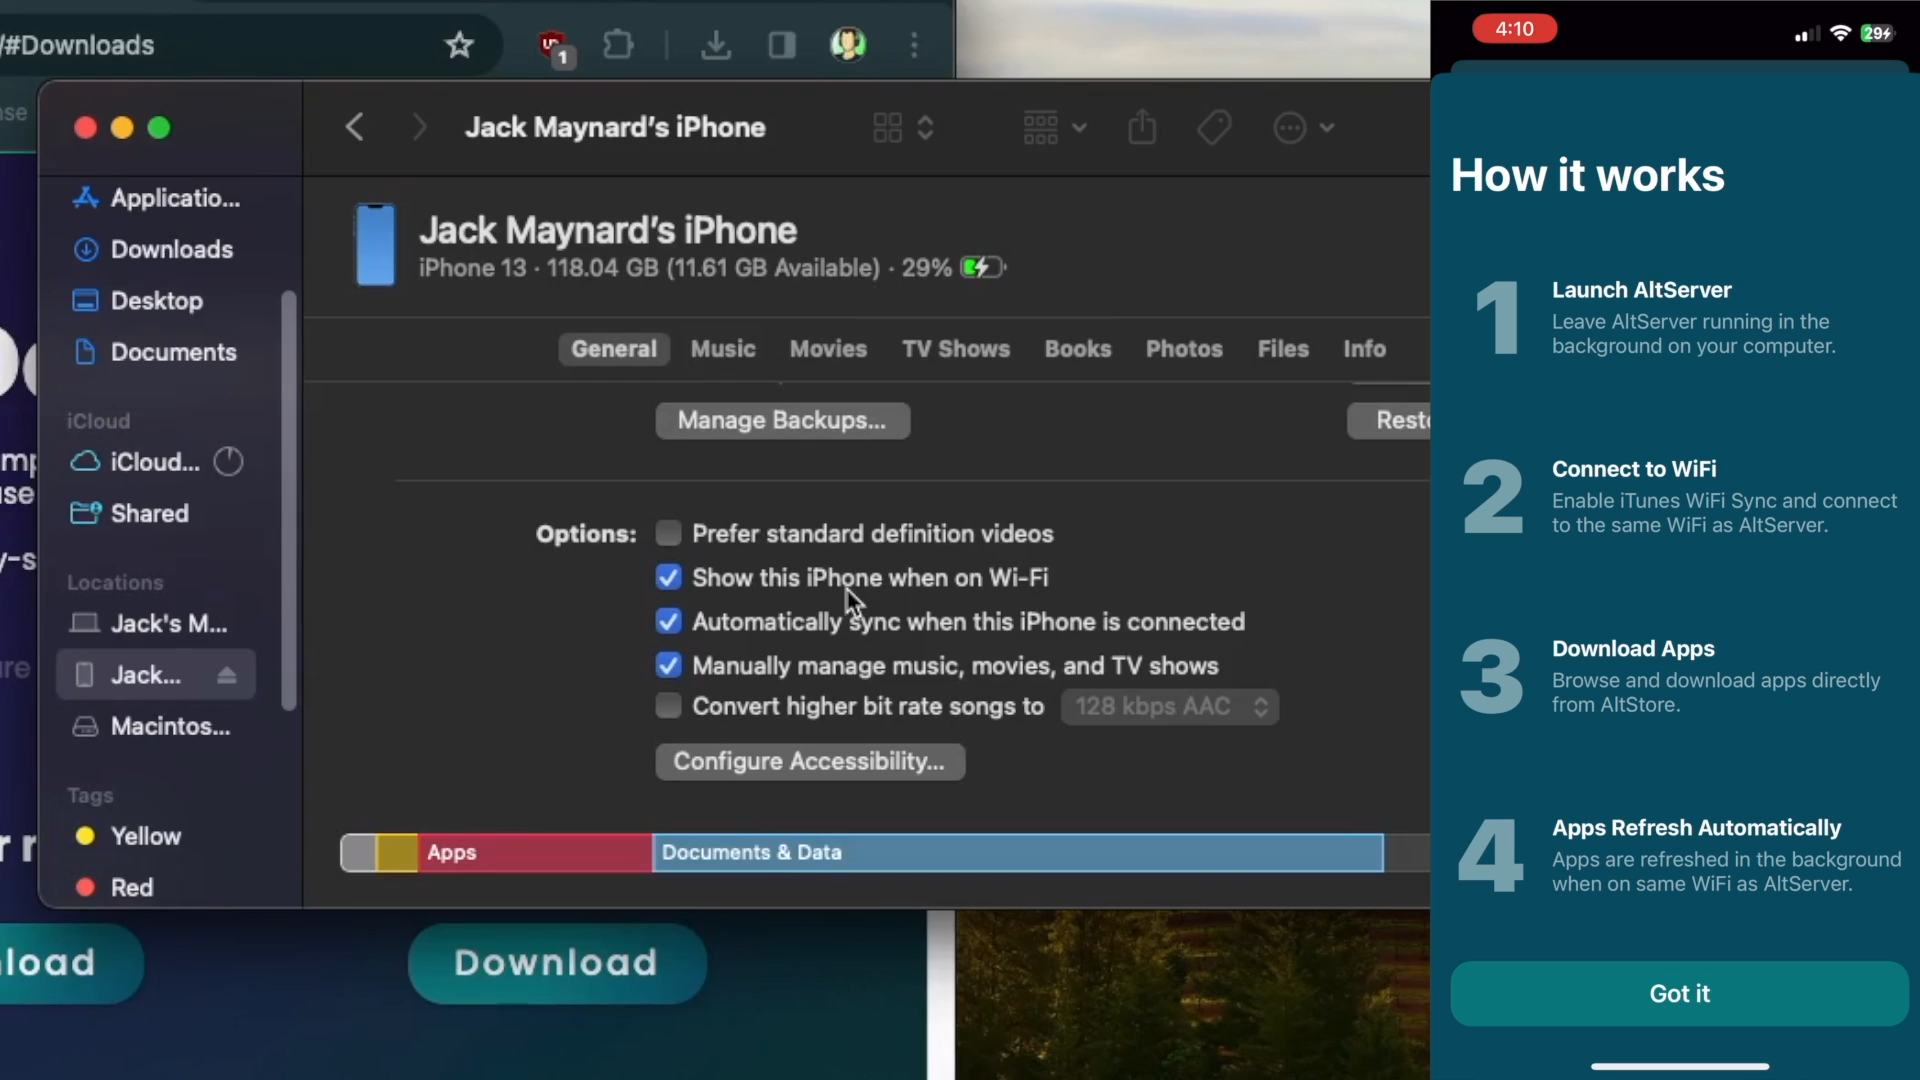 /#Downloads
1
Jack Maynard's iPhone
Applicatio...
Downloads
Desktop
Documents
iCloud
iCloud...
Shared
Locations
Jack's M...
Jack...
Macintos...
Tags
Yellow
Red
Jack Maynard's iPhone
iPhone 13 · 118.04 GB (11.61 GB Available) · 29%
General Music Movies TV Shows Books Photos Files Info
Manage Backups...
Options: Prefer standard definition videos
Show this iPhone when on Wi-Fi
Automatically sync when this iPhone is connected
Manually manage music, movies, and TV shows
Convert higher bit rate songs to 128 kbps AAC
Configure Accessibility...
Apps Documents & Data
Download
4:10 29
How it works
1 Launch AltServer
Leave AltServer running in the
background on your computer.
2 Connect to WiFi
Enable iTunes WiFi Sync and connect
to the same WiFi as AltServer.
3 Download Apps
Browse and download apps directly
from AltStore.
4 Apps Refresh Automatically
Apps are refreshed in the background
when on same WiFi as AltServer.
Got it